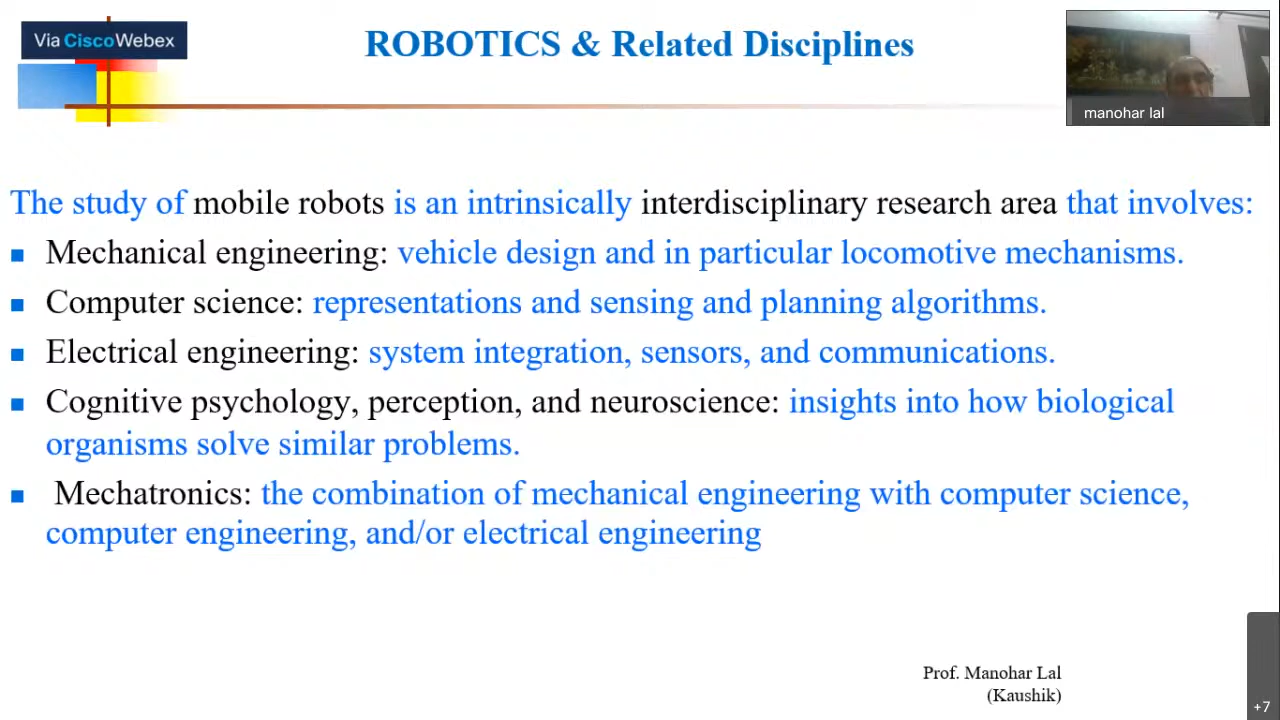 Via CiscoWebex
ROBOTICS & Related Disciplines
manohar lal
The study of mobile robots is an intrinsically interdisciplinary research area that involves:
Mechanical engineering: vehicle design and in particular locomotive mechanisms.
Computer science: representations and sensing and planning algorithms.
Electrical engineering: system integration, sensors, and communications.
Cognitive psychology, perception, and neuroscience: insights into how biological
organisms solve similar problems.
Mechatronics: the combination of mechanical engineering with computer science,
computer engineering, and/or electrical engineering
Prof. Manohar Lal
(Kaushik)
+7